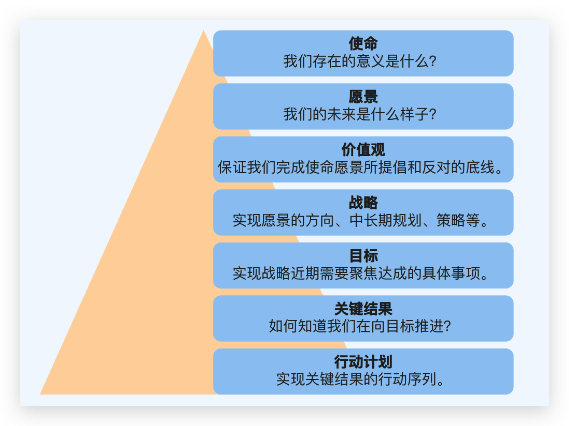 使命
我们存在的意义是什么？
愿景
我们的未来是什么样子？
价值观
保证我们完成使命愿景所提倡和反对的底线。
战略
实现愿景的方向、中长期规划、策略等。
目标
实现战略近期需要聚焦达成的具体事项。
关键结果
如何知道我们在向目标推进？
行动计划
实现关键结果的行动序列。